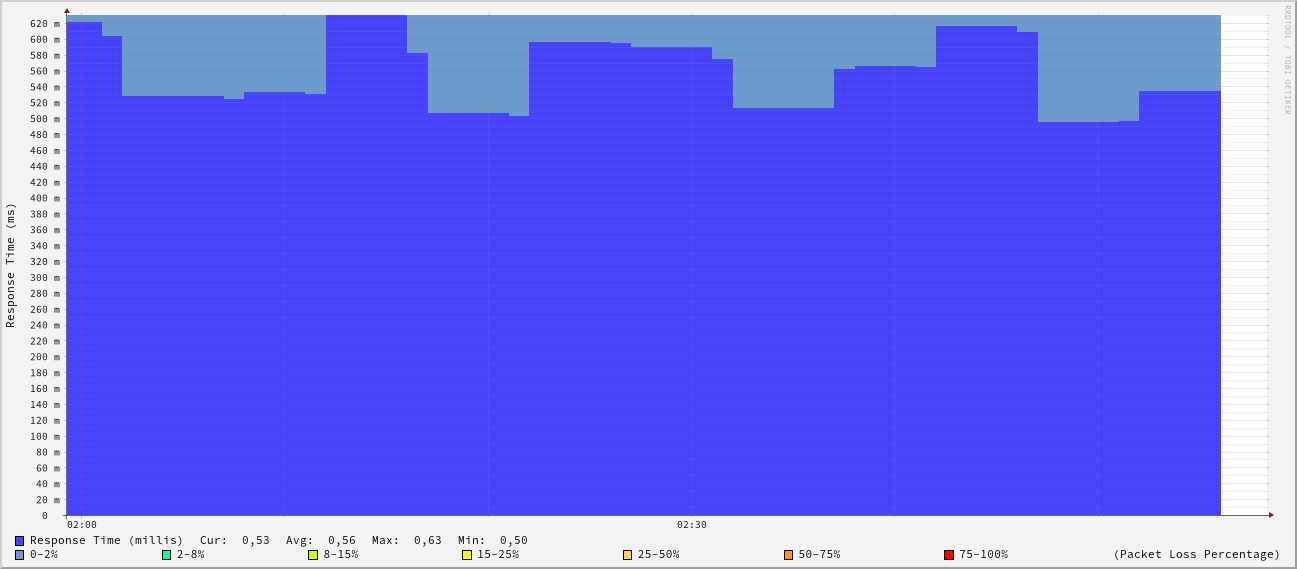 RRDTOOL / TOBI OETIKER
Response Time (ms)
620 m
600 m
580 m
560 m
540 m
520 m
500 m
480 m
460 m
440 m
420 m
400 m
380 m
360 m
340 m
320 m
300 m
280 m
260 m
240 m
220 m
200 m
180 m
160 m
140 m
120 m
100 m
80 m
60 m
40 m
20 m
0
02:00 02:30
Response Time (millis) Cur: 0,53 Avg: 0,56 Max: 0,63 Min: 0,50
0-2% 2-8% 8-15% 15-25% 25-50% 50-75% 75-100% (Packet Loss Percentage)